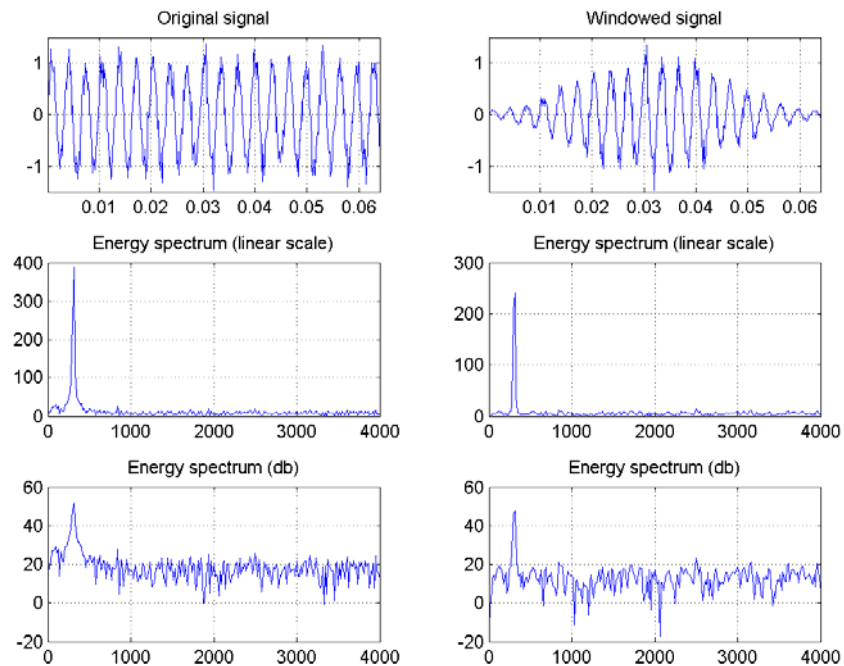 Original signal
Windowed signal
1
0
-1
0.01 0.02 0.03 0.04 0.05 0.06
1
0
-1
0.01 0.02 0.03 0.04 0.05 0.06
Energy spectrum (linear scale)
Energy spectrum (linear scale)
400
300
200
100
0
0 1000 2000 3000 4000
300
200
100
0
0 1000 2000 3000 4000
Energy spectrum (db)
Energy spectrum (db)
60
40
20
0
-20
0 1000 2000 3000 4000
60
40
20
0
-20
0 1000 2000 3000 4000